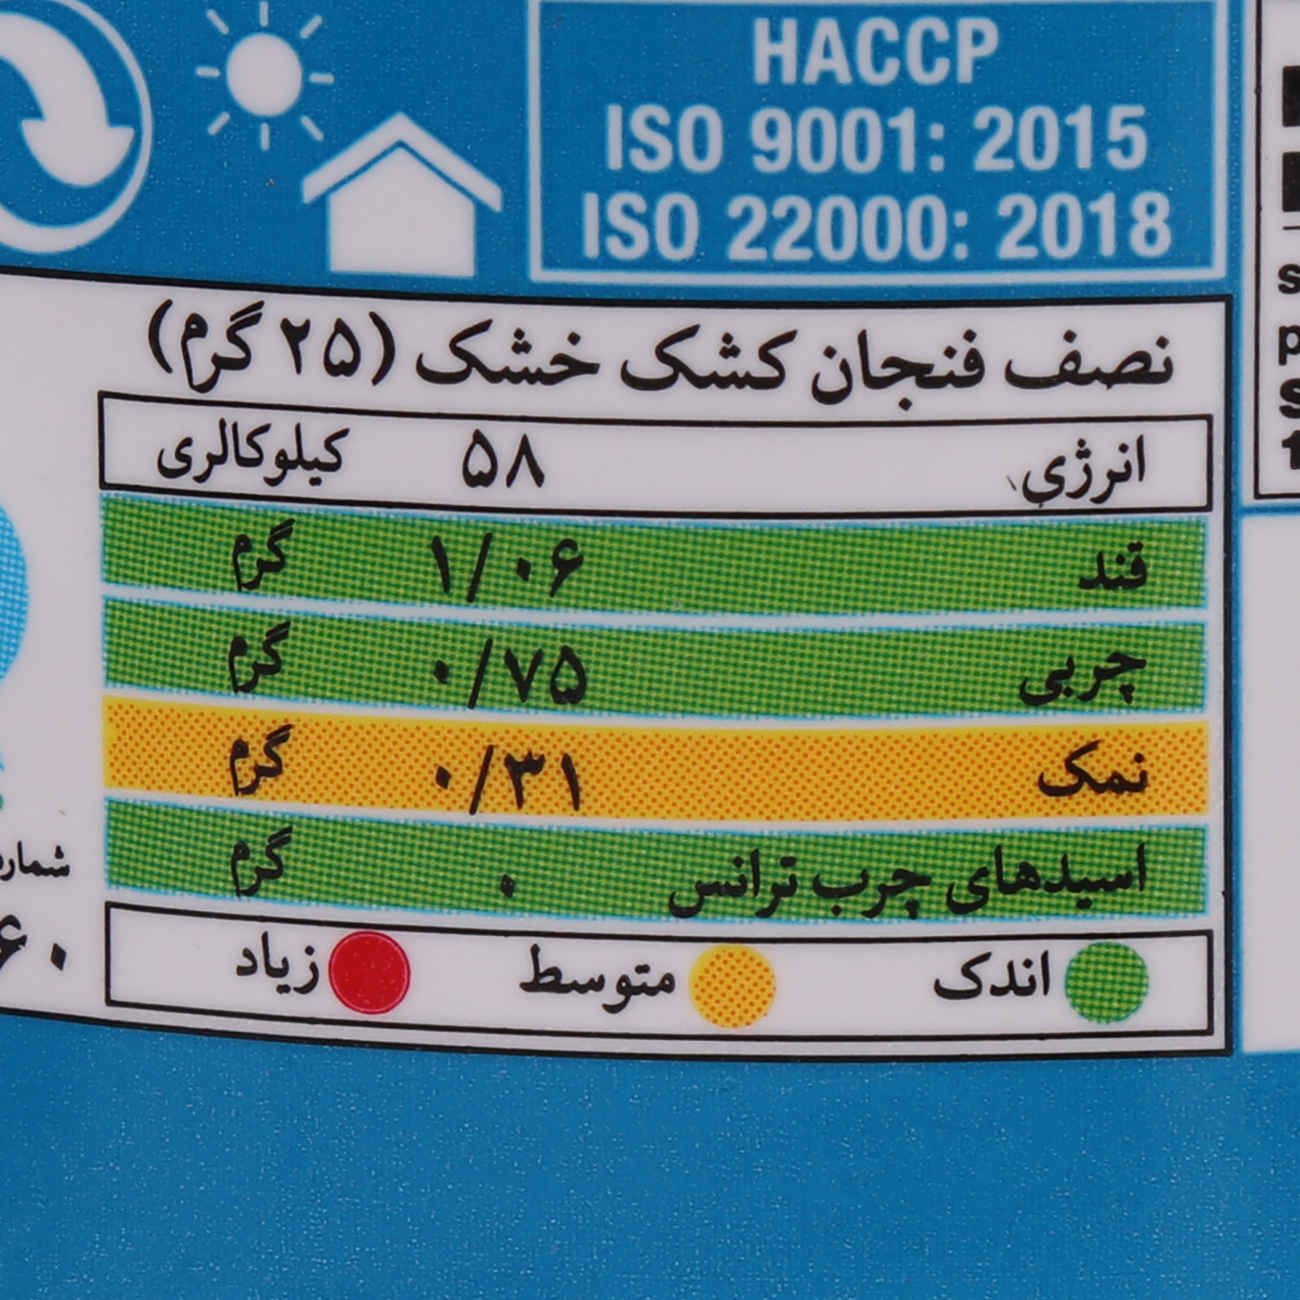 HACCP
ISO 9001: 2015
ISO 22000: 2018
نصف فنجان کشک خشک (۲۵ گرم)
انرژی ۵۸ کیلوکالری
قند ۱/۰۶ گرم
چربی ۰/۷۵ گرم
نمک ۰/۳۱ گرم
اسیدهای چرب ترانس ۰ گرم
اندک متوسط زیاد